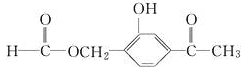 OH
O O
H—C—OCH₂ C—CH₃